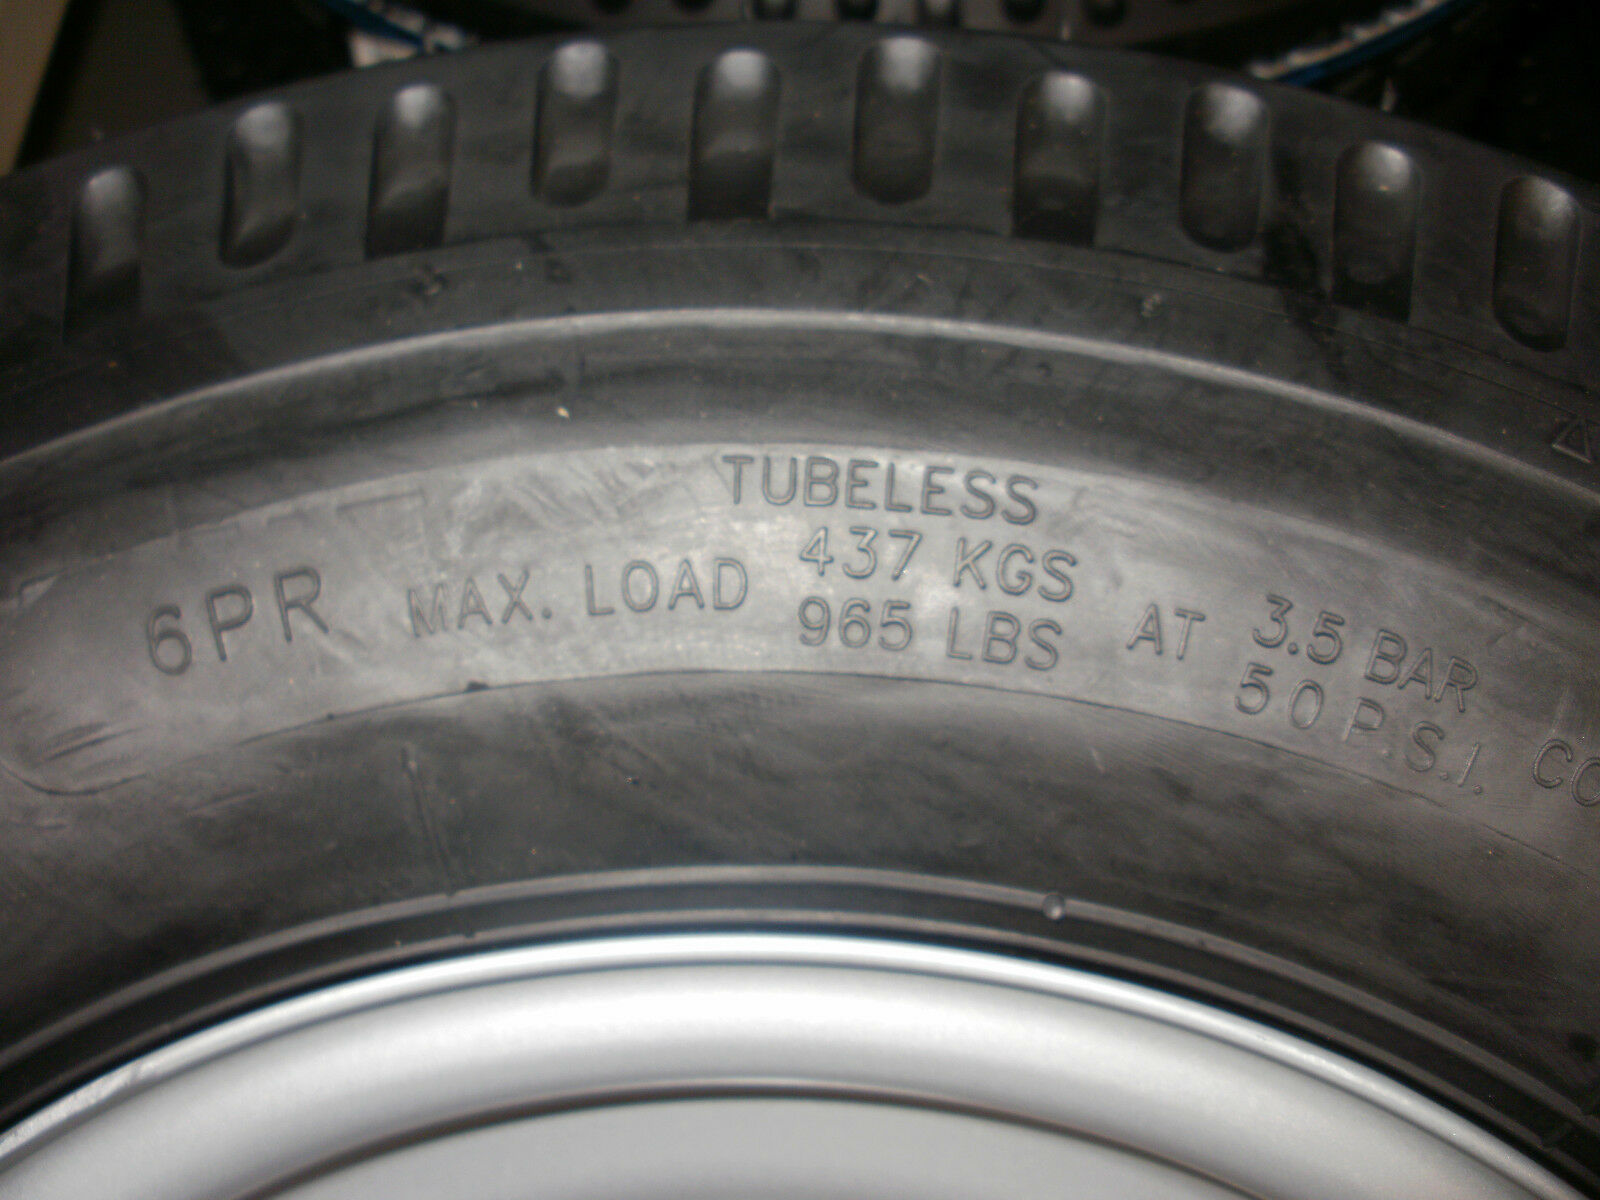 TUBELESS
6PR MAX. LOAD 437 KGS AT 3.5 BAR
965 LBS 50 P.S.I.